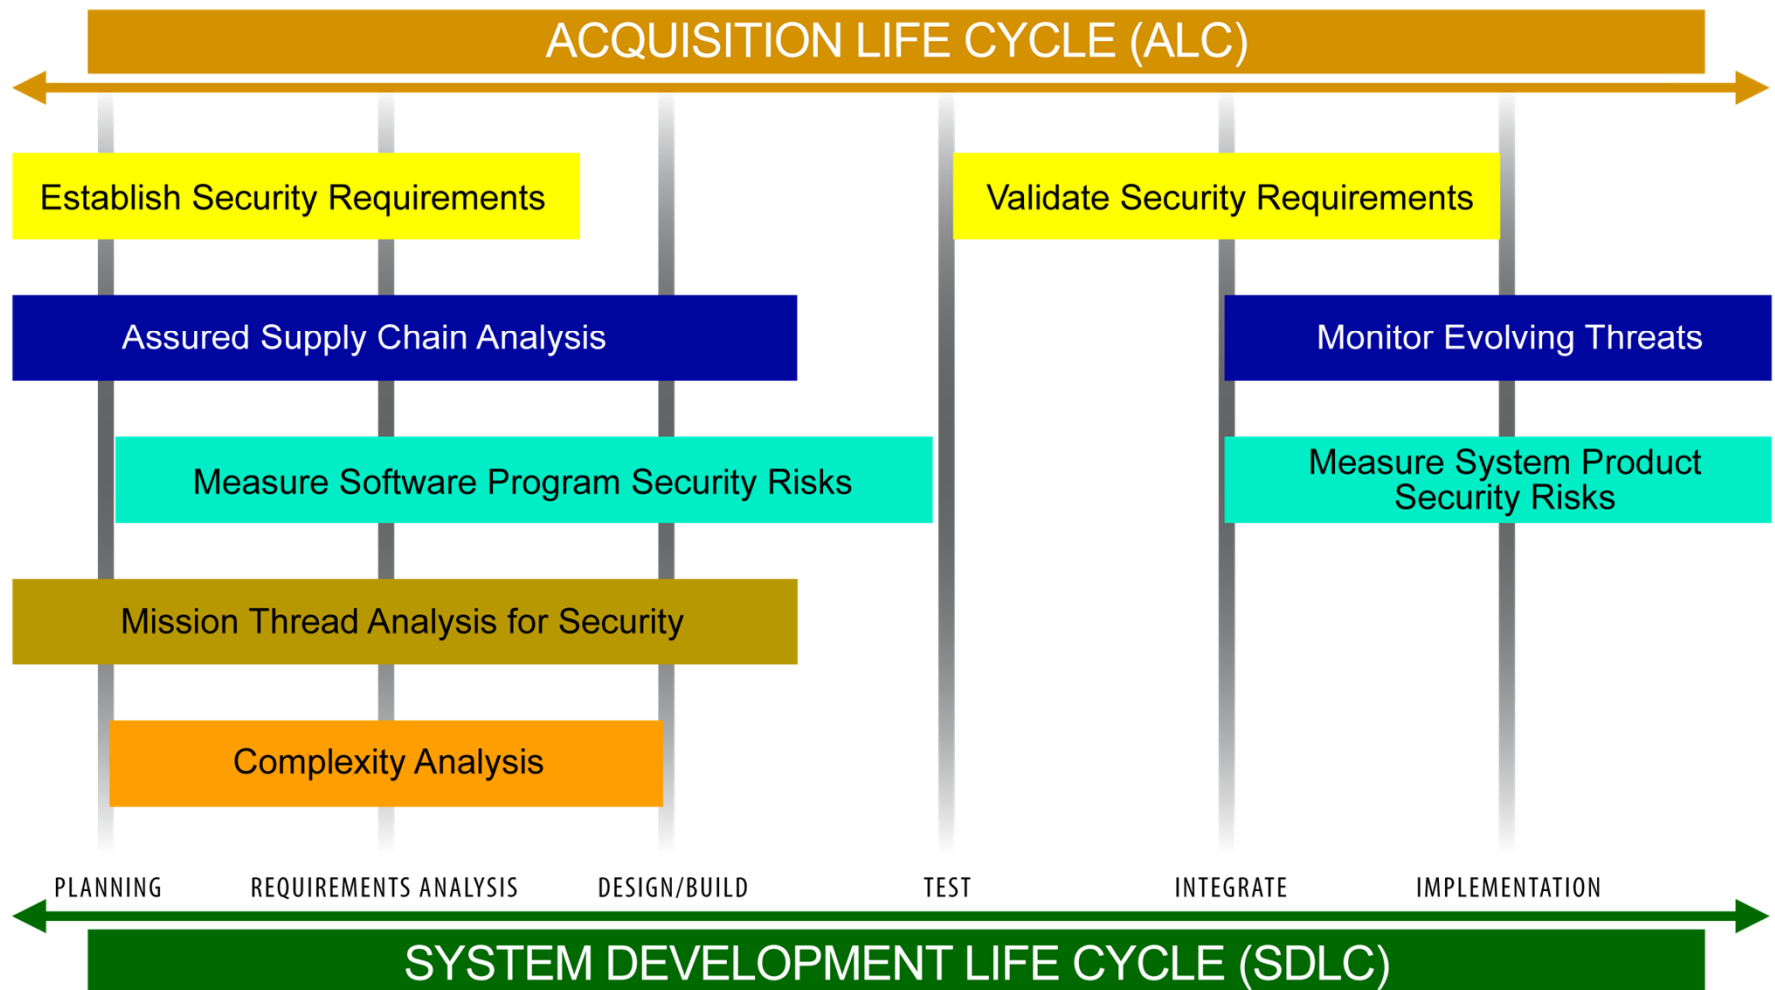 ACQUISITION LIFE CYCLE (ALC)
Establish Security Requirements
Validate Security Requirements
Assured Supply Chain Analysis
Monitor Evolving Threats
Measure Software Program Security Risks
Measure System Product
Security Risks
Mission Thread Analysis for Security
Complexity Analysis
PLANNING
REQUIREMENTS ANALYSIS
DESIGN/BUILD
TEST
INTEGRATE
IMPLEMENTATION
SYSTEM DEVELOPMENT LIFE CYCLE (SDLC)